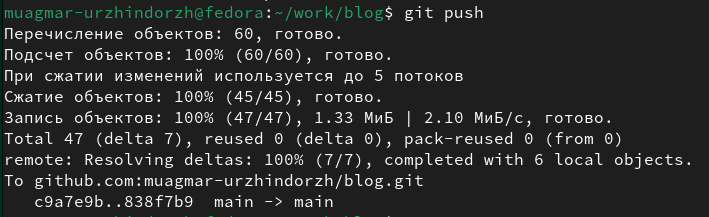 muagmar-urzhindorzh@fedora:~/work/blog$ git push
Перечисление объектов: 60, готово.
Подсчет объектов: 100% (60/60), готово.
При сжатии изменений используется до 5 потоков
Сжатие объектов: 100% (45/45), готово.
Запись объектов: 100% (47/47), 1.33 МиБ | 2.10 МиБ/с, готово.
Total 47 (delta 7), reused 0 (delta 0), pack-reused 0 (from 0)
remote: Resolving deltas: 100% (7/7), completed with 6 local objects.
To github.com:muagmar-urzhindorzh/blog.git
   c9a7e9b..838f7b9  main -> main